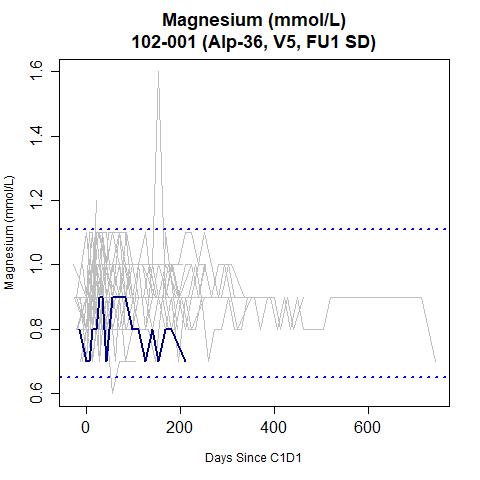 Magnesium (mmol/L)
102-001 (Alp-36, V5, FU1 SD)
Magnesium (mmol/L)
1.6
1.4
1.2
1.0
0.8
0.6
0
200
400
600
Days Since C1D1